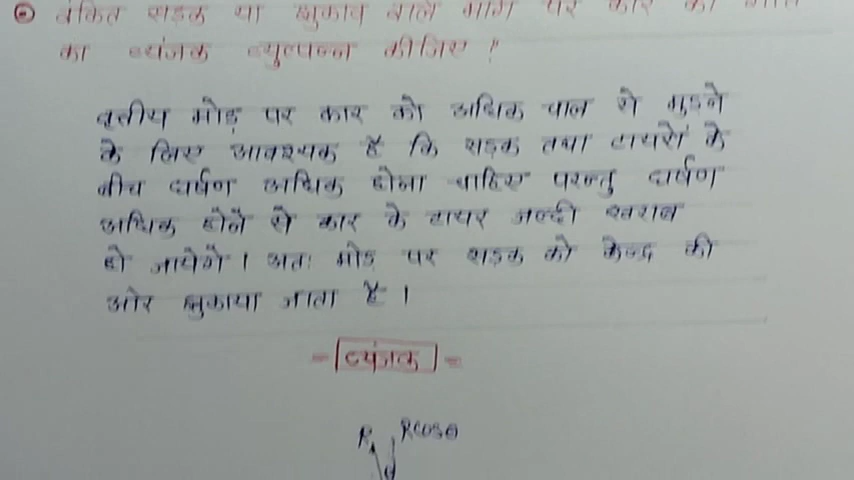 वंकित सड़क या झुकाव वाले मार्ग पर कार की गति
का व्यंजक व्युत्पन्न कीजिए ?
वृत्तीय मोड़ पर कार को अधिक चाल से मुड़ने
के लिए आवश्यक है कि सड़क तथा टायरों के
बीच घर्षण अधिक होना चाहिए परन्तु घर्षण
अधिक होने से कार के टायर जल्दी खराब
हो जायेगें । अतः मोड़ पर सड़क को केन्द्र की
ओर झुकाया जाता है ।
= व्यंजक =
R Rcosθ
θ